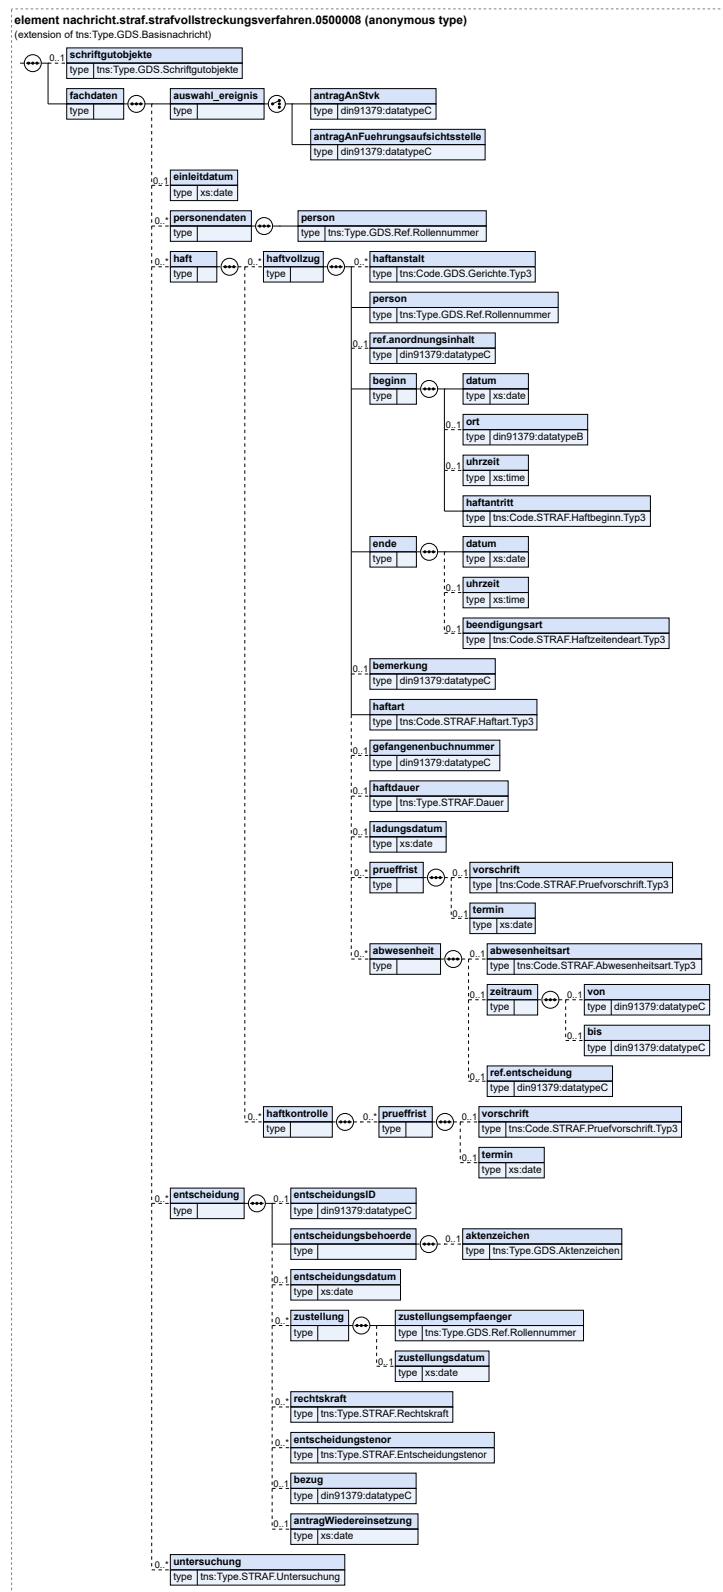 element nachricht.straf.strafvollstreckungsverfahren.0500008 (anonymous type)
(extension of tns:Type.GDS.Basisnachricht)
0..1 schriftgutobjekte
type tns:Type.GDS.Schriftgutobjekte
fachdaten
type
auswahl_ereignis
type
antragAnStvk
type din91379:datatypeC
antragAnFuehrungsaufsichtsstelle
type din91379:datatypeC
0..1 einleitdatum
type xs:date
0..* personendaten
type
person
type tns:Type.GDS.Ref.Rollennummer
0..* haft
type
0..* haftvollzug
type
0..* haftanstalt
type tns:Code.GDS.Gerichte.Typ3
person
type tns:Type.GDS.Ref.Rollennummer
0..1 ref.anordnungsinhalt
type din91379:datatypeC
beginn
type
datum
type xs:date
0..1 ort
type din91379:datatypeB
0..1 uhrzeit
type xs:time
haftantritt
type tns:Code.STRAF.Haftbeginn.Typ3
ende
type
datum
type xs:date
0..1 uhrzeit
type xs:time
0..1 beendigungsart
type tns:Code.STRAF.Haftzeitendeart.Typ3
0..1 bemerkung
type din91379:datatypeC
haftart
type tns:Code.STRAF.Haftart.Typ3
0..1 gefangenenbuchnummer
type din91379:datatypeC
0..1 haftdauer
type tns:Type.STRAF.Dauer
0..1 ladungsdatum
type xs:date
0..* prueffrist
type
0..1 vorschrift
type tns:Code.STRAF.Pruefvorschrift.Typ3
0..1 termin
type xs:date
0..* abwesenheit
type
0..1 abwesenheitsart
type tns:Code.STRAF.Abwesenheitsart.Typ3
0..1 zeitraum
type
0..1 von
type din91379:datatypeC
0..1 bis
type din91379:datatypeC
0..1 ref.entscheidung
type din91379:datatypeC
0..* haftkontrolle
type
0..* prueffrist
type
0..1 vorschrift
type tns:Code.STRAF.Pruefvorschrift.Typ3
0..1 termin
type xs:date
0..* entscheidung
type
0..1 entscheidungsID
type din91379:datatypeC
entscheidungsbehoerde
type
0..1 aktenzeichen
type tns:Type.GDS.Aktenzeichen
0..1 entscheidungsdatum
type xs:date
0..* zustellung
type
zustellungsempfaenger
type tns:Type.GDS.Ref.Rollennummer
0..1 zustellungsdatum
type xs:date
0..* rechtskraft
type tns:Type.STRAF.Rechtskraft
0..* entscheidungstenor
type tns:Type.STRAF.Entscheidungstenor
0..1 bezug
type din91379:datatypeC
0..1 antragWiedereinsetzung
type xs:date
0..* untersuchung
type tns:Type.STRAF.Untersuchung